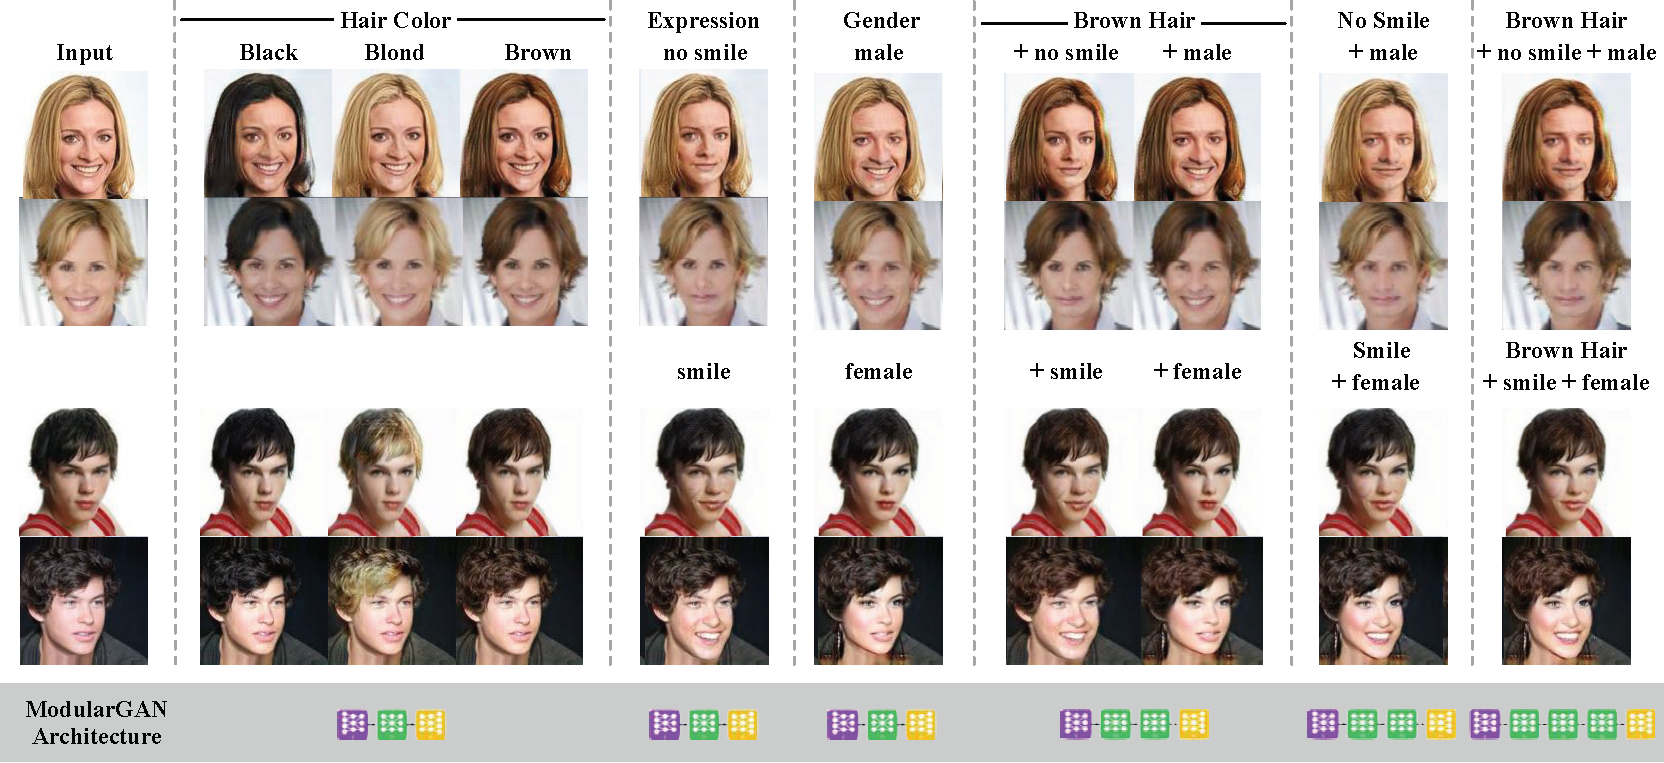 Hair Color
Expression
Gender
Brown Hair
No Smile
Brown Hair
Input
Black
Blond
Brown
no smile
male
+ no smile
+ male
+ male
+ no smile + male
Smile
Brown Hair
smile
female
+ smile
+ female
+ female
+ smile + female
ModularGAN
Architecture